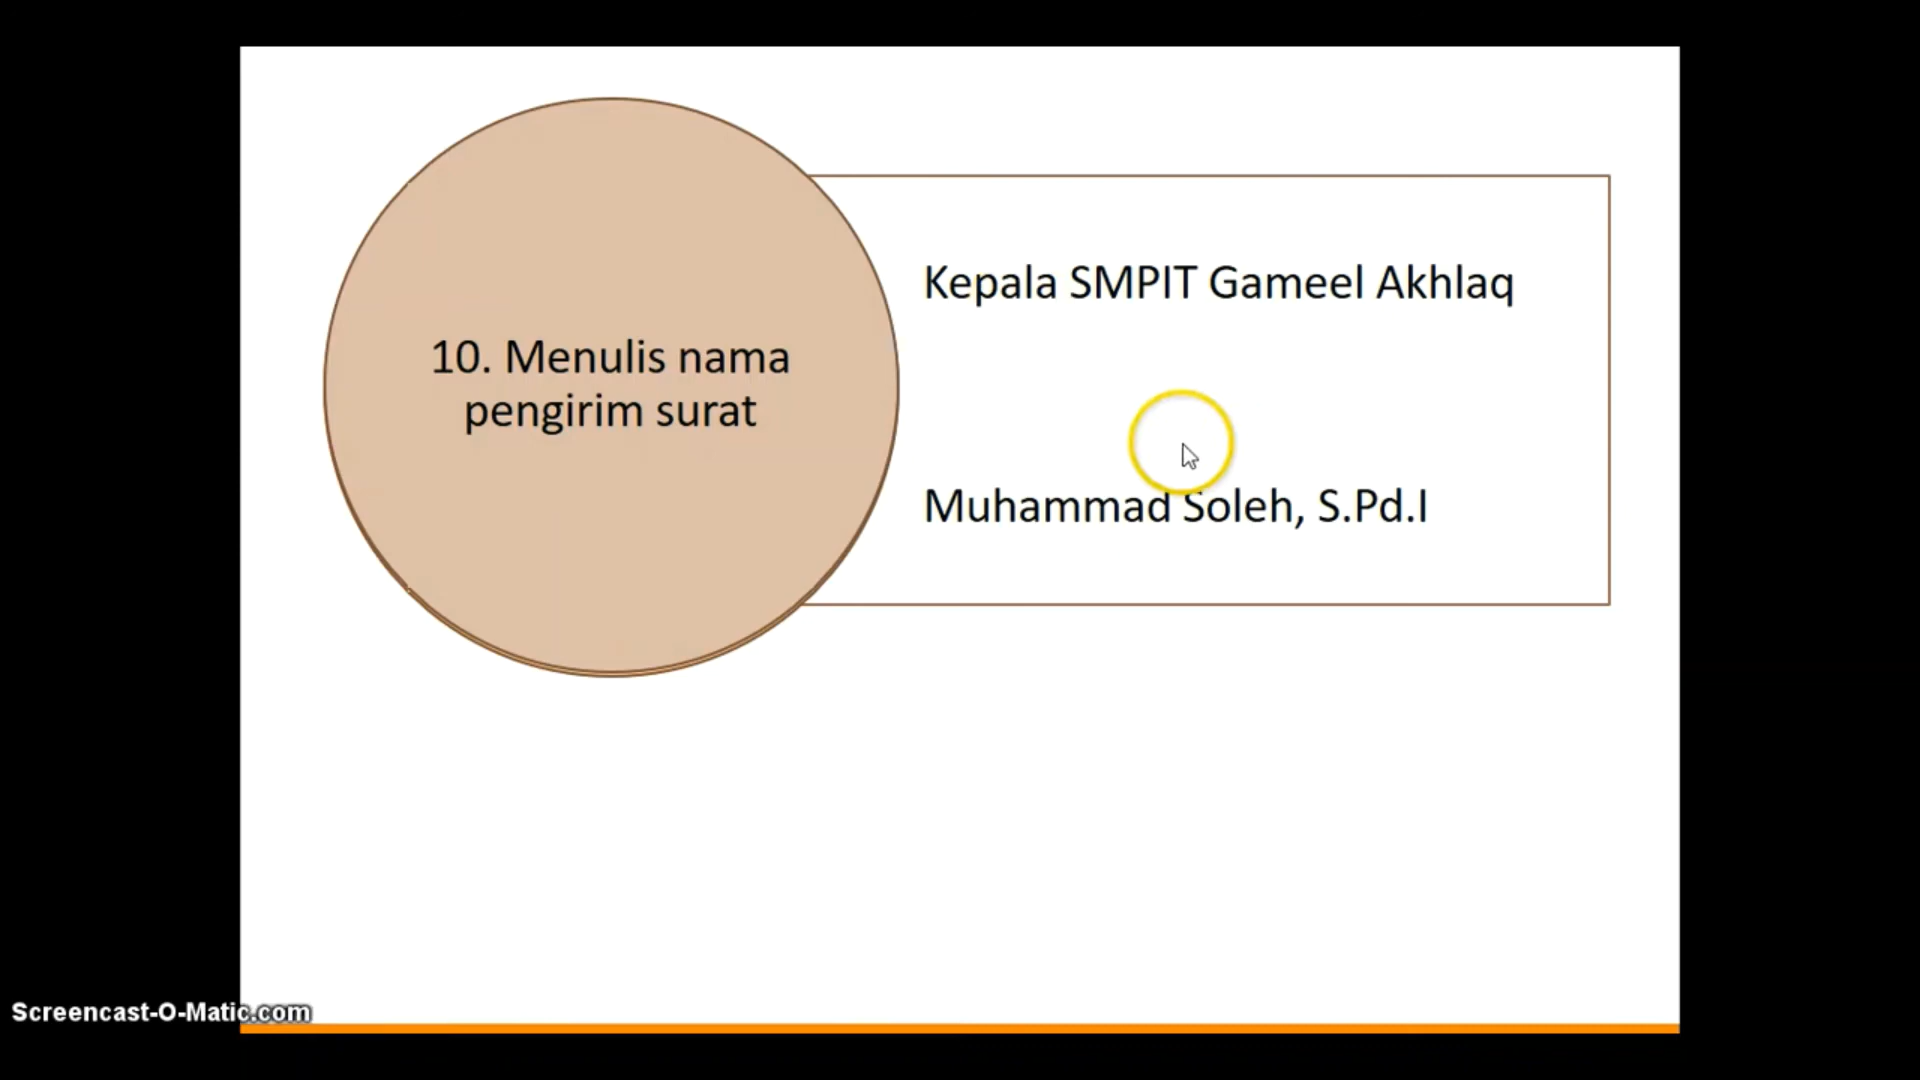 10. Menulis nama
pengirim surat
Kepala SMPIT Gameel Akhlaq
Muhammad Soleh, S.Pd.I
Screencast-O-Matic.com